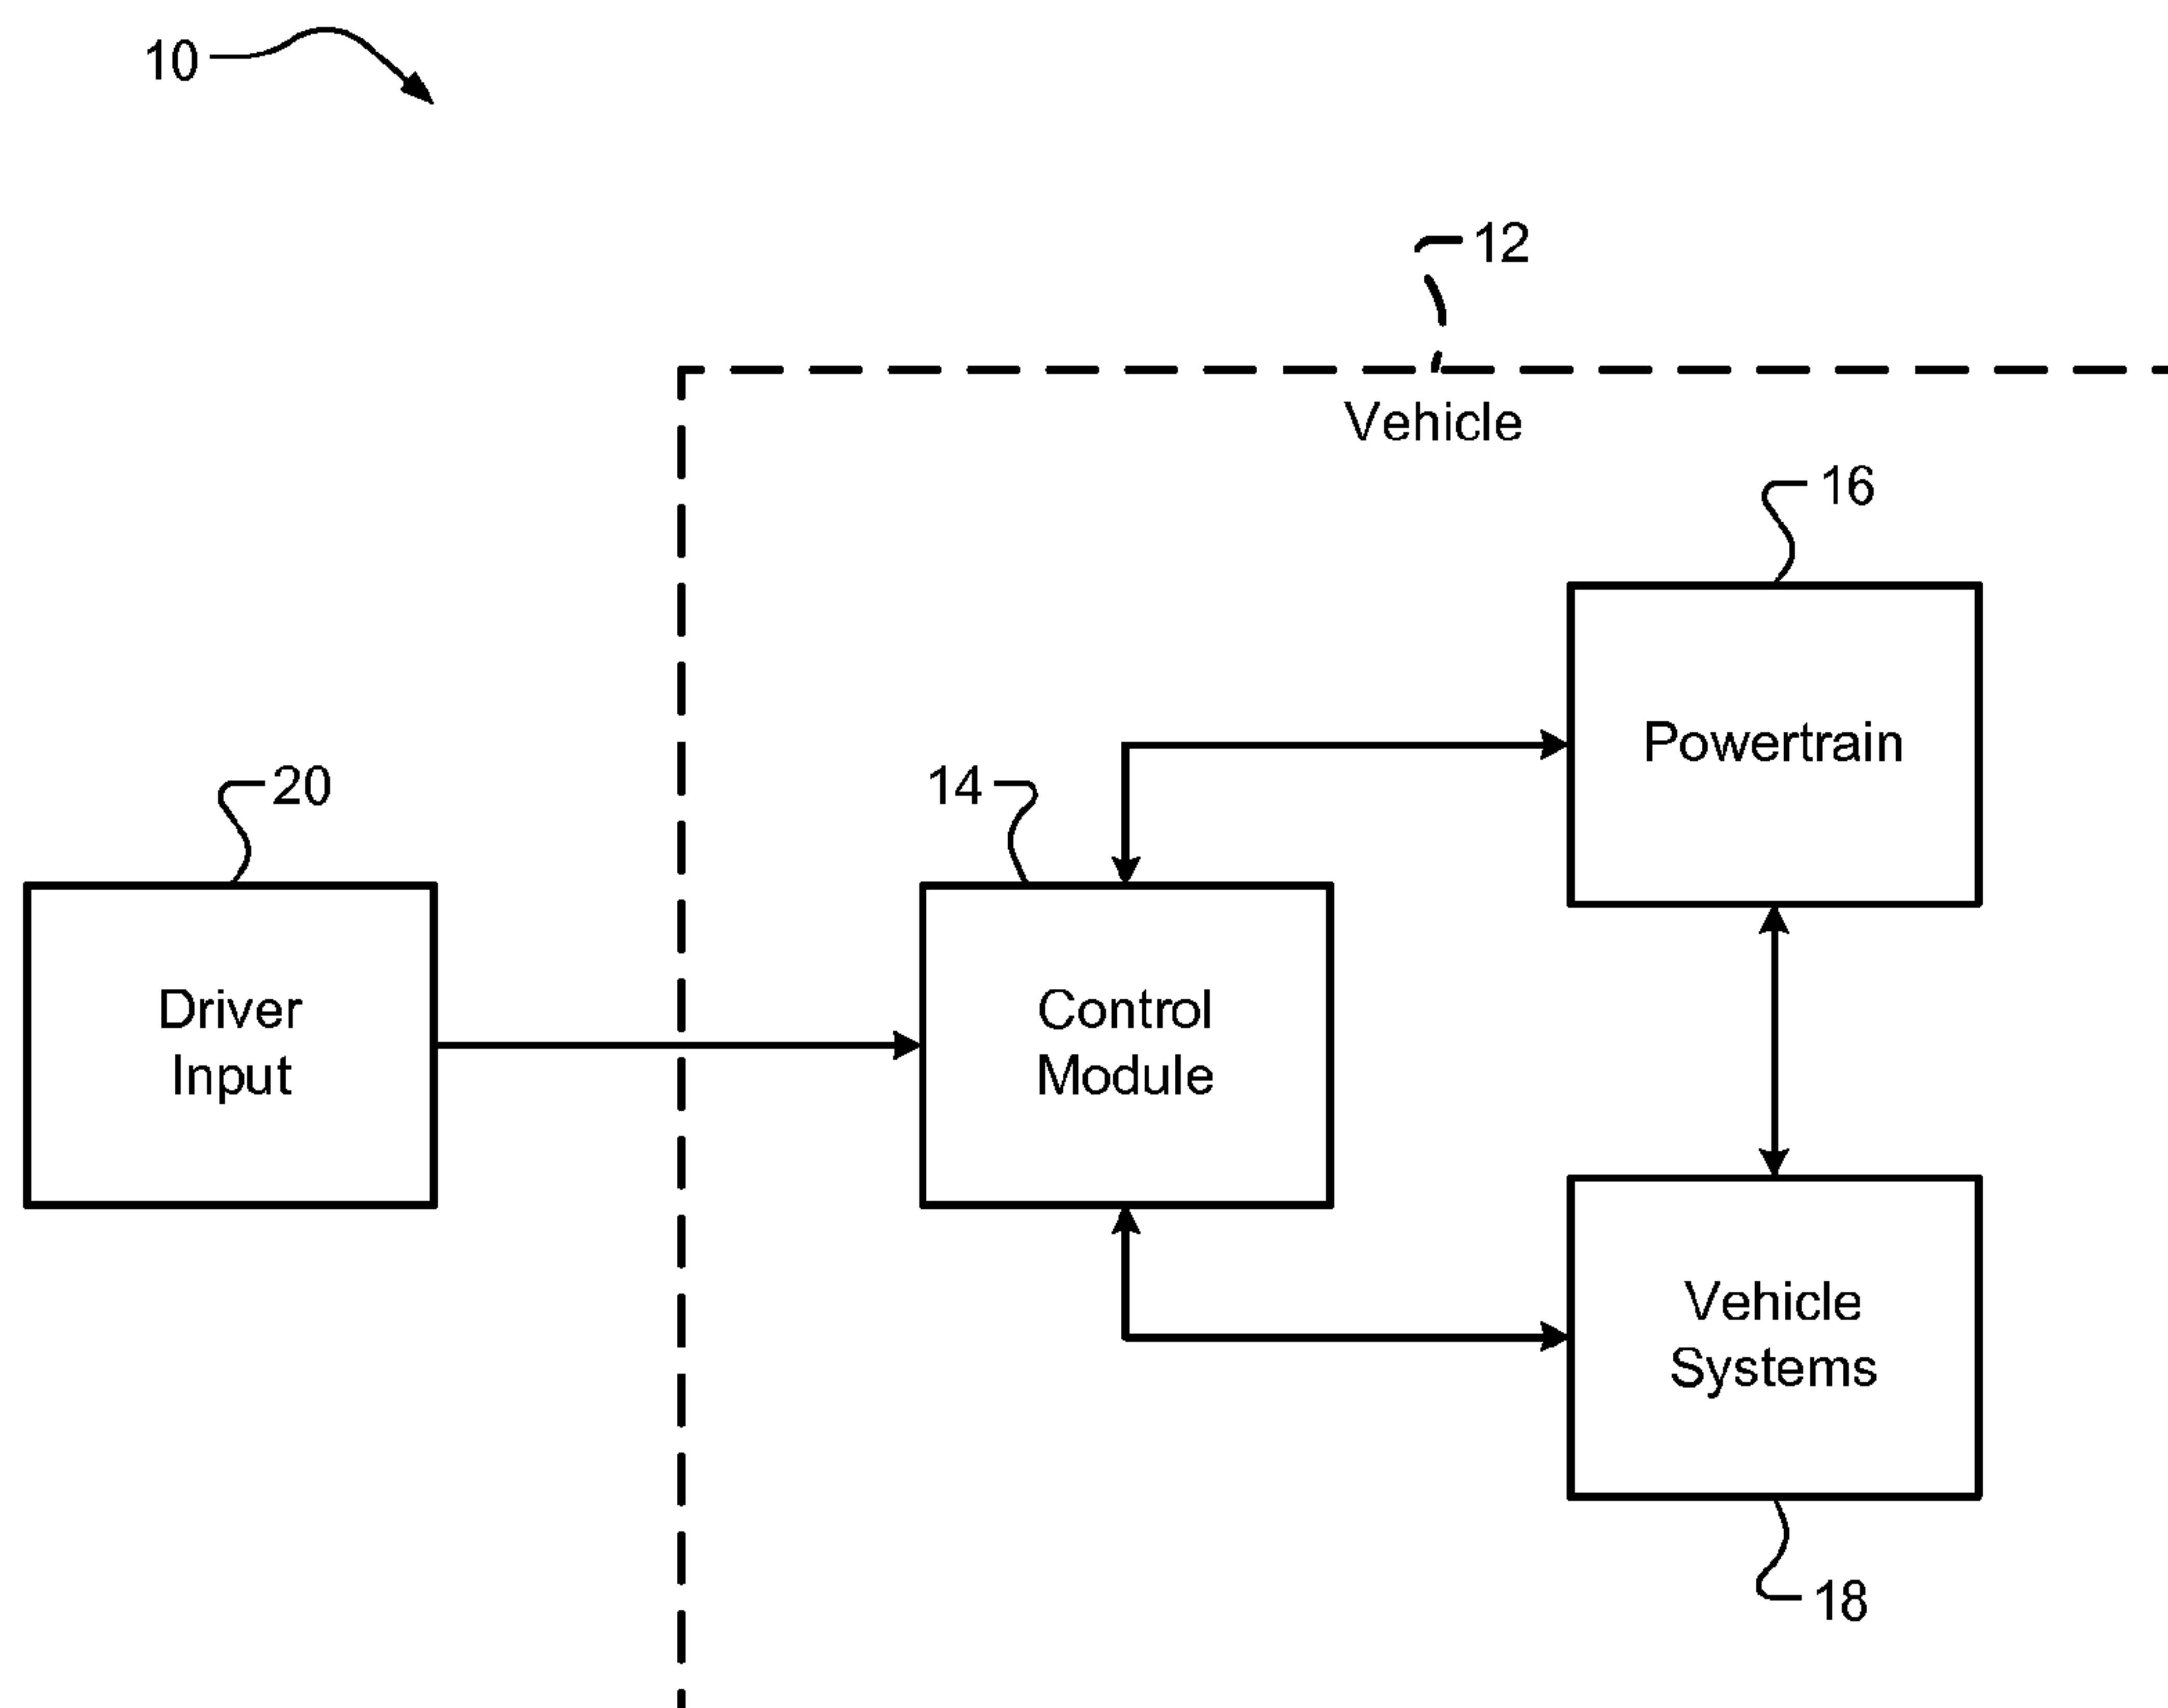 10
12
Vehicle
16
Powertrain
20
14
Driver
Input
Control
Module
Vehicle
Systems
18